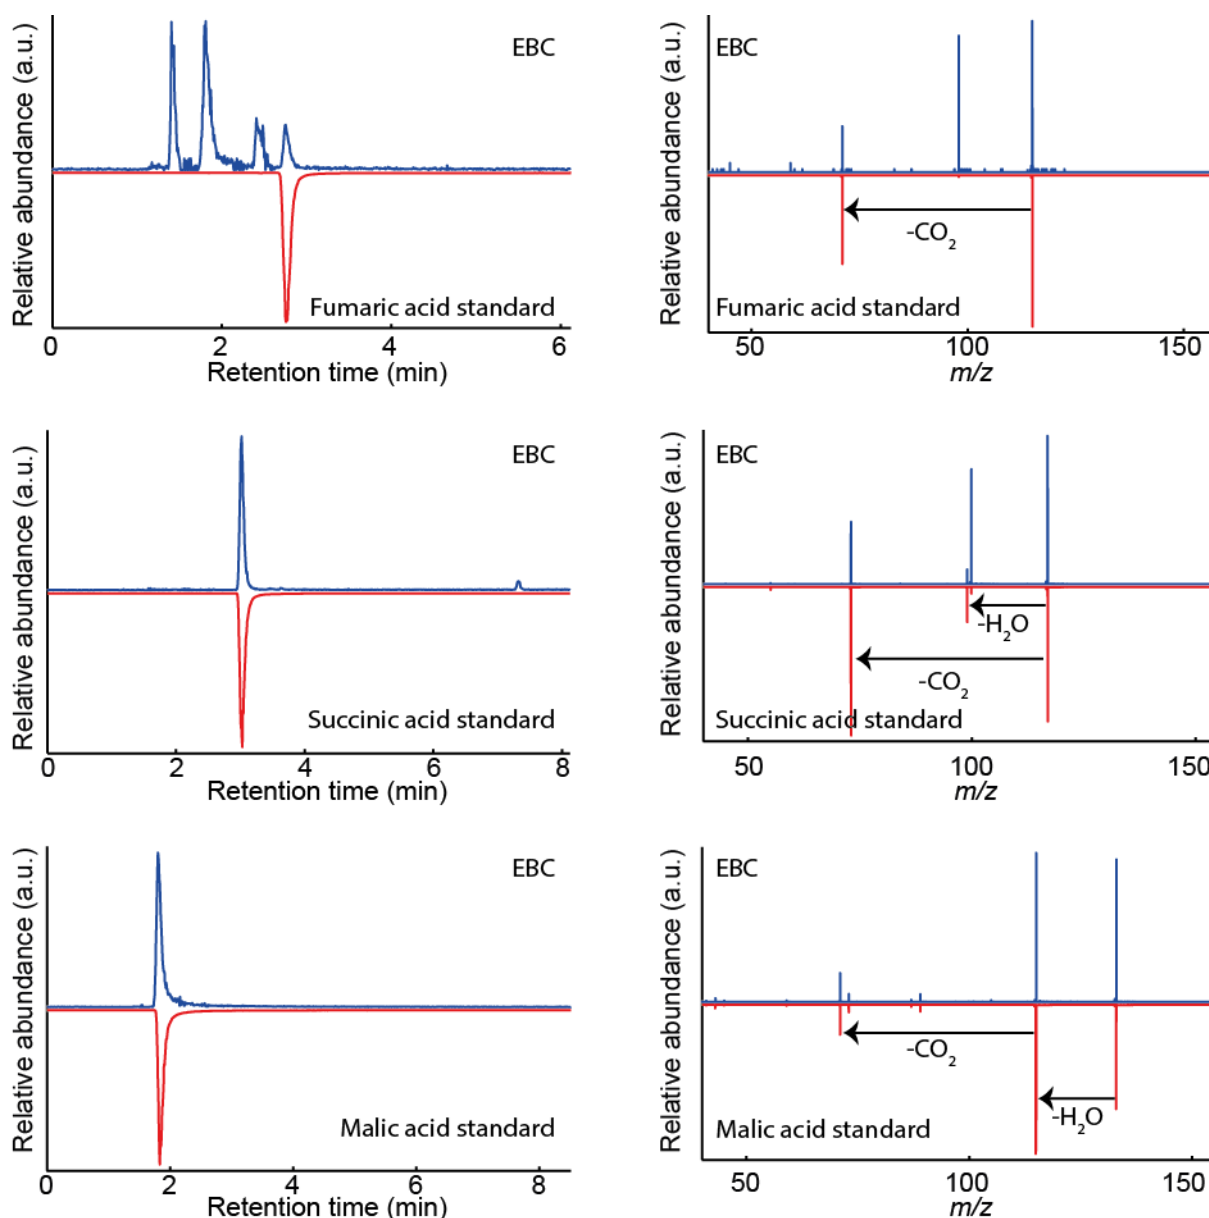 Relative abundance (a.u.)
EBC
Fumaric acid standard
0 2 4 6
Retention time (min)
Relative abundance (a.u.)
EBC
-CO₂
Fumaric acid standard
50 100 150
m/z
Relative abundance (a.u.)
EBC
Succinic acid standard
0 2 4 6 8
Retention time (min)
Relative abundance (a.u.)
EBC
-H₂O
-CO₂
Succinic acid standard
50 100 150
m/z
Relative abundance (a.u.)
EBC
Malic acid standard
0 2 4 6 8
Retention time (min)
Relative abundance (a.u.)
EBC
-CO₂
-H₂O
Malic acid standard
50 100 150
m/z